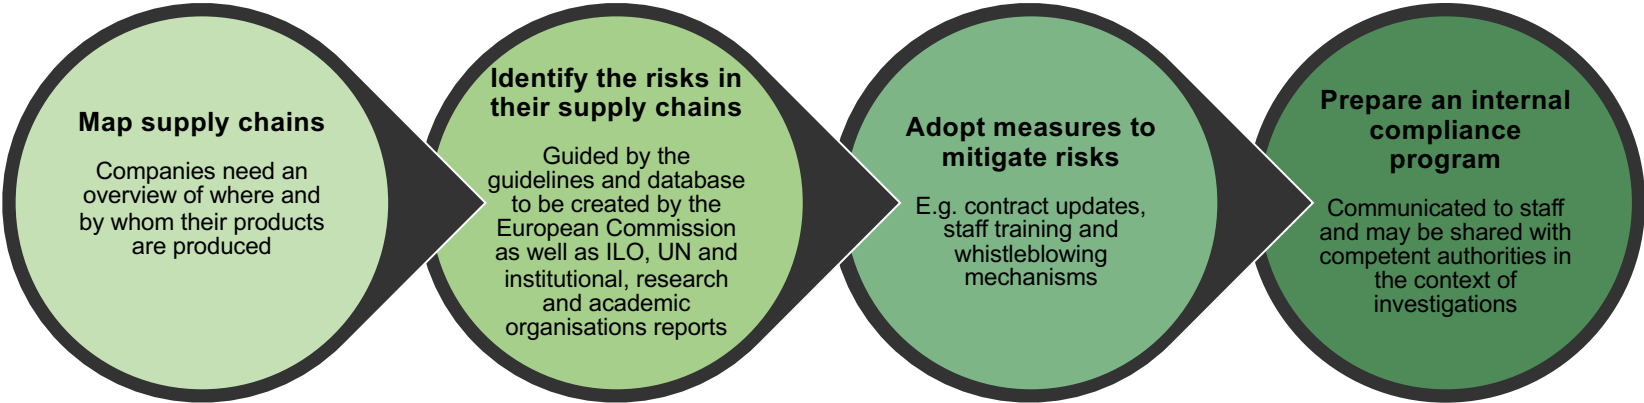 Map supply chains
Companies need an
overview of where and
by whom their products
are produced
Identify the risks in
their supply chains
Guided by the
guidelines and database
to be created by the
European Commission
as well as ILO, UN and
institutional, research
and academic
organisations reports
Adopt measures to
mitigate risks
E.g. contract updates,
staff training and
whistleblowing
mechanisms
Prepare an internal
compliance
program
Communicated to staff
and may be shared with
competent authorities in
the context of
investigations